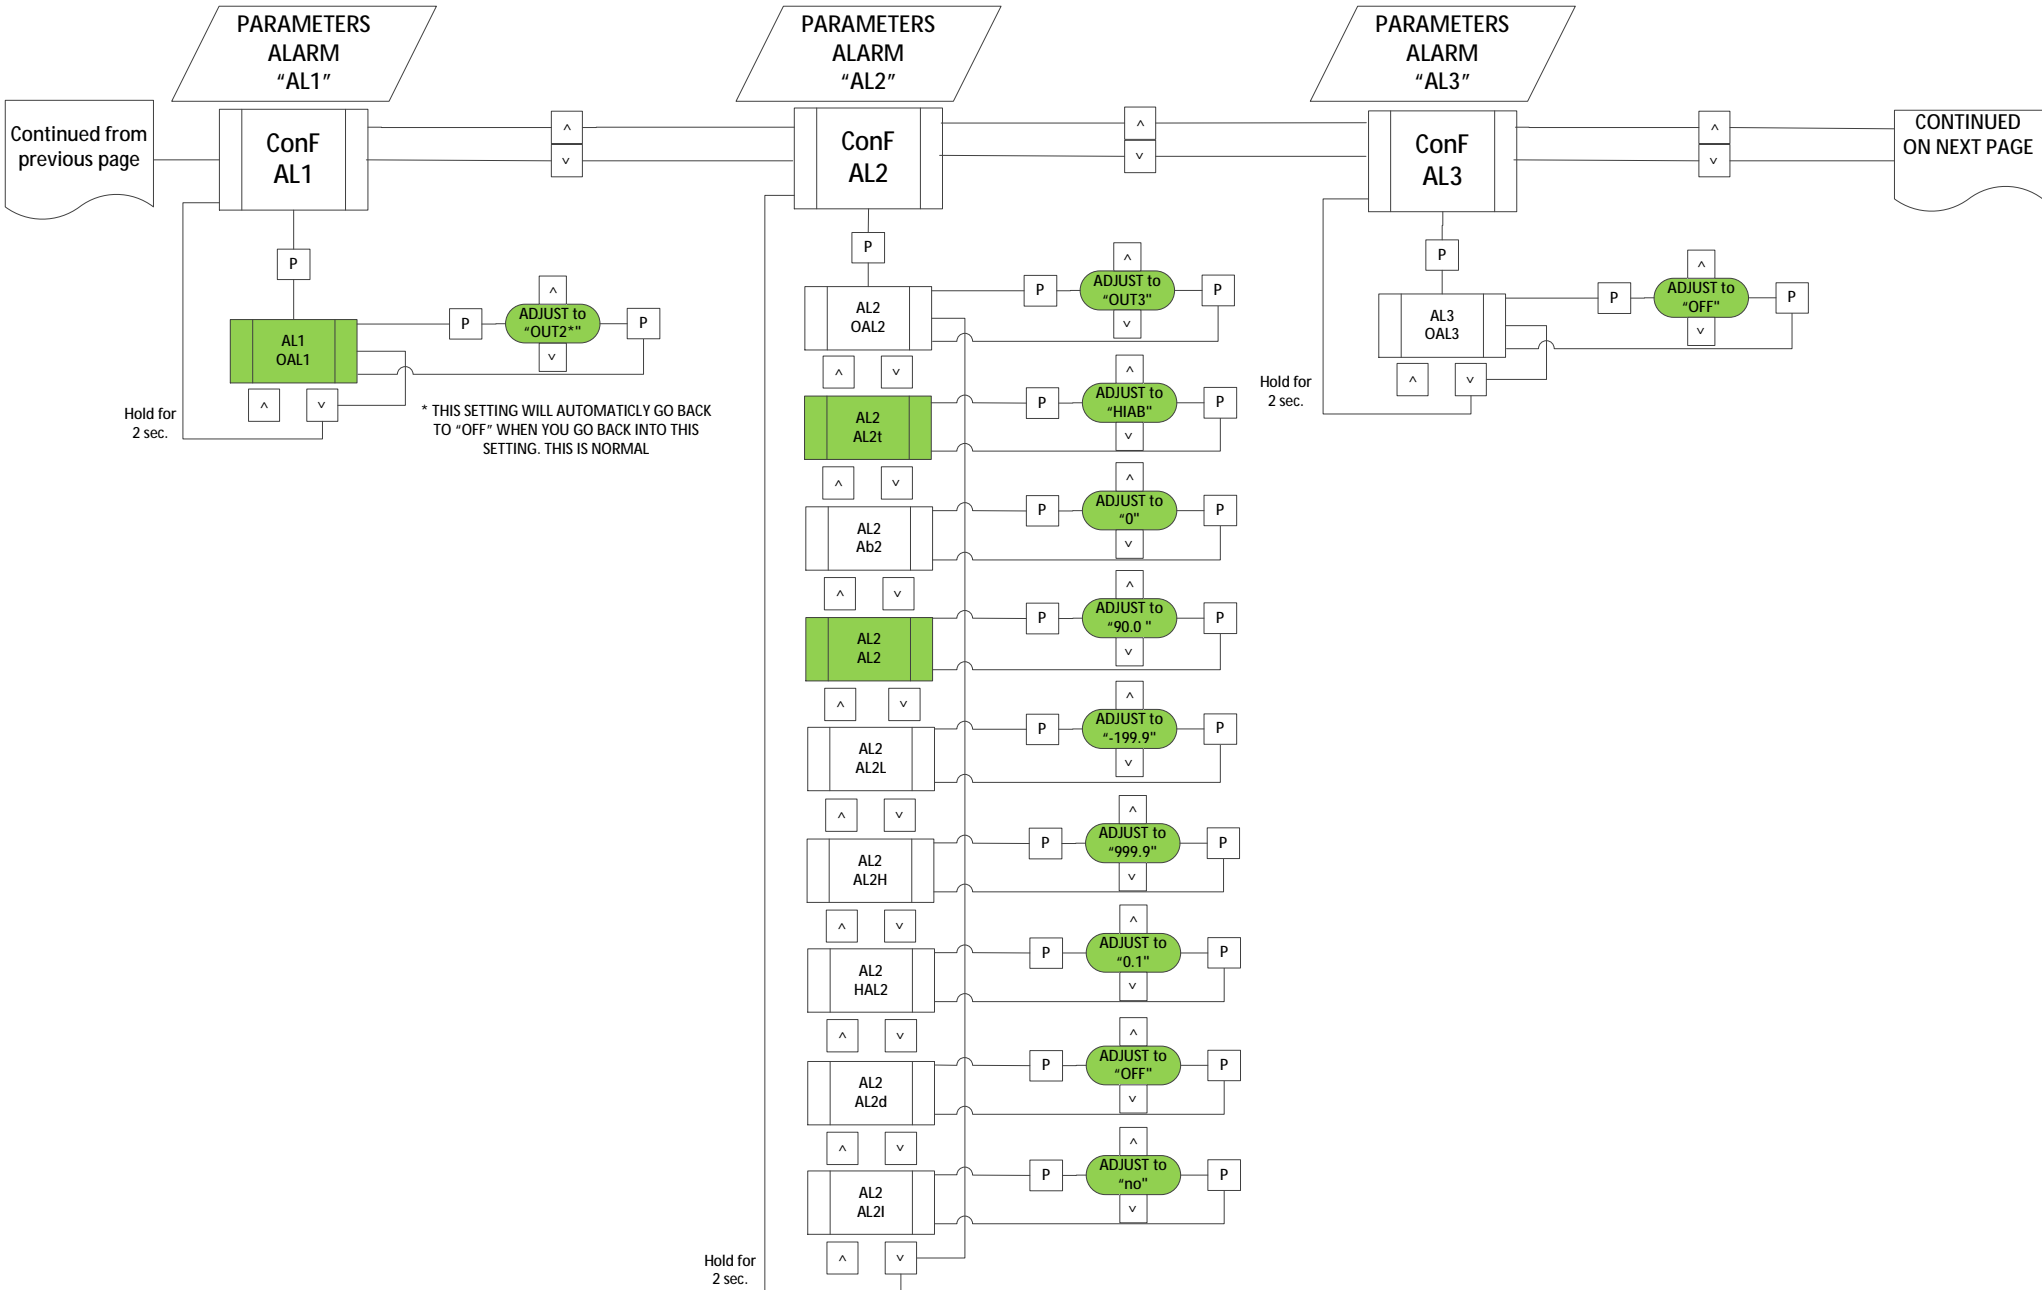 PARAMETERS
ALARM
“AL1”
PARAMETERS
ALARM
“AL2”
PARAMETERS
ALARM
“AL3”
Continued from
previous page
ConF
AL1
^
v
ConF
AL2
^
v
ConF
AL3
^
v
CONTINUED
ON NEXT PAGE
P
AL1
OAL1
P
^
ADJUST to
“OUT2*"
v
P
^
v
Hold for
2 sec.
* THIS SETTING WILL AUTOMATICLY GO BACK
TO “OFF” WHEN YOU GO BACK INTO THIS
SETTING. THIS IS NORMAL
P
AL2
OAL2
P
^
ADJUST to
“OUT3"
v
P
^
v
AL2
AL2t
P
^
ADJUST to
“HIAB"
v
P
^
v
AL2
Ab2
P
^
ADJUST to
“0"
v
P
^
v
AL2
AL2
P
^
ADJUST to
“90.0 "
v
P
^
v
AL2
AL2L
P
^
ADJUST to
“-199.9"
v
P
^
v
AL2
AL2H
P
^
ADJUST to
“999.9"
v
P
^
v
AL2
HAL2
P
^
ADJUST to
“0.1"
v
P
^
v
AL2
AL2d
P
^
ADJUST to
“OFF"
v
P
^
v
AL2
AL2I
P
^
ADJUST to
“no"
v
P
^
v
Hold for
2 sec.
P
AL3
OAL3
P
^
ADJUST to
“OFF"
v
P
^
v
Hold for
2 sec.